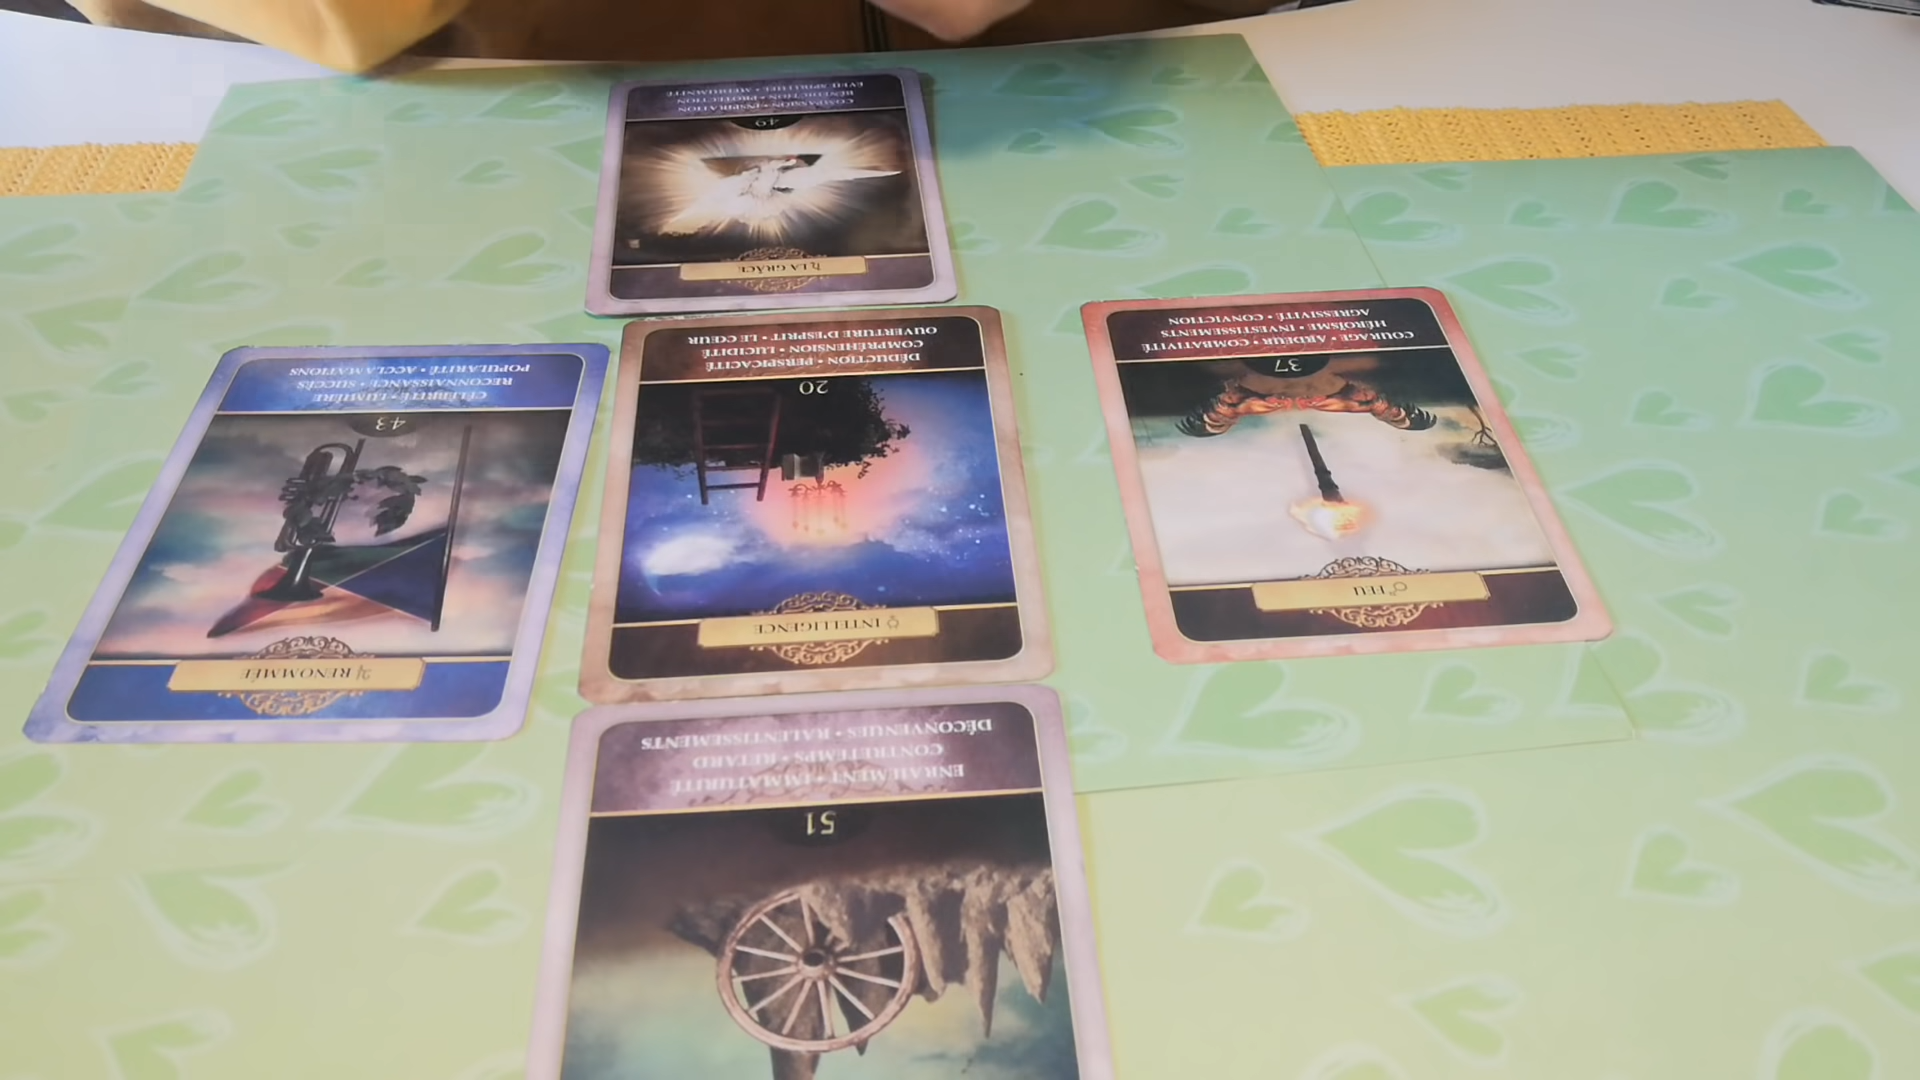 ♄ LA GRÂCE
49
COMPASSION • INSPIRATION
BÉNÉDICTION • PROTECTION
ÉVEIL SPIRITUEL • MÉDIUMNITÉ
♃ RENOMMÉE
43
CÉLÉBRITÉ • LUMIÈRE
RECONNAISSANCE • SUCCÈS
POPULARITÉ • ACCLAMATIONS
☿ INTELLIGENCE
20
DÉDUCTION • PERSPICACITÉ
COMPRÉHENSION • LUCIDITÉ
OUVERTURE D'ESPRIT • LE CŒUR
♂ FEU
37
COURAGE • ARDEUR • COMBATIVITÉ
HÉROÏSME • INVESTISSEMENTS
AGRESSIVITÉ • CONVICTION
51
ENRAIEMENT • IMMATURITÉ
CONTRETEMPS • RETARD
DÉCONVENUES • RALENTISSEMENTS